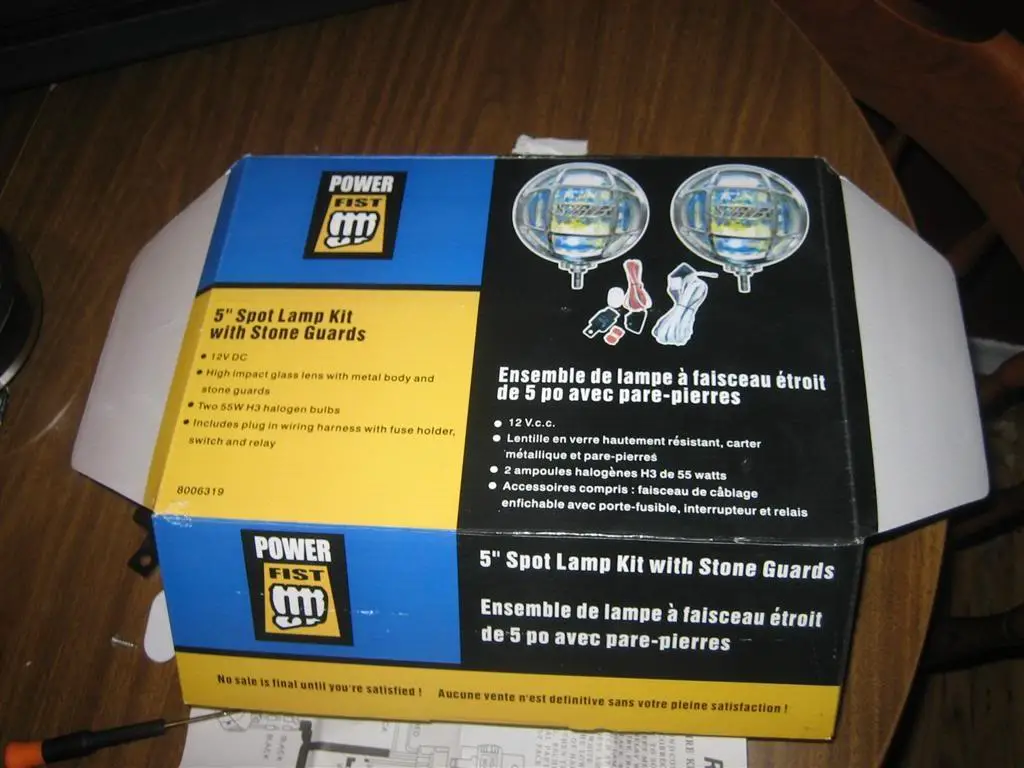 POWER
FIST
5" Spot Lamp Kit
with Stone Guards
• 12V DC
• High impact glass lens with metal body and
stone guards
• Two 55W H3 halogen bulbs
• Includes plug in wiring harness with fuse holder,
switch and relay
8006319
Ensemble de lampe à faisceau étroit
de 5 po avec pare-pierres
• 12 V.c.c.
• Lentille en verre hautement résistant, carter
métallique et pare-pierres
• 2 ampoules halogènes H3 de 55 watts
• Accessoires compris : faisceau de câblage
enfichable avec porte-fusible, interrupteur et relais
POWER
FIST
5" Spot Lamp Kit with Stone Guards
Ensemble de lampe à faisceau étroit
de 5 po avec pare-pierres
No sale is final until you're satisfied ! Aucune vente n'est definitive sans votre pleine satisfaction !
BLACK